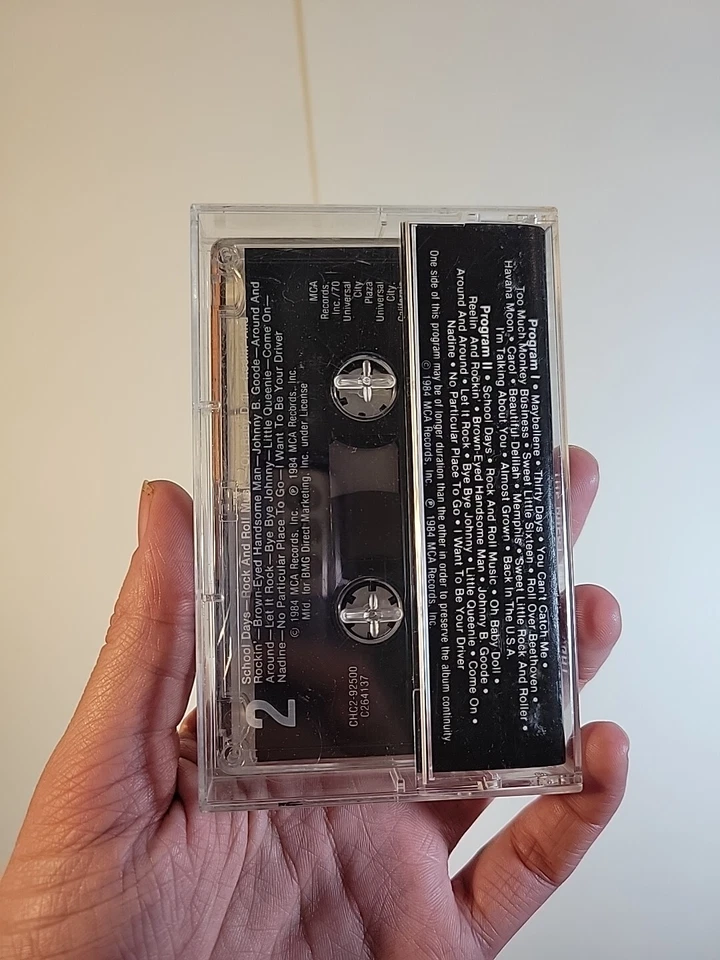 Program I • Maybellene • Thirty Days • You Can't Catch Me •
Too Much Monkey Business • Sweet Little Sixteen • Roll Over Beethoven •
Havana Moon • Carol • Beautiful Delilah • Memphis • Sweet Little Rock And Roller •
I'm Talking About You • Almost Grown • Back In The U.S.A.
Program II • School Days • Rock And Roll Music • Oh Baby Doll •
Reelin And Rockin' • Brown-Eyed Handsome Man • Johnny B. Goode •
Around And Around • Let It Rock • Bye Bye Johnny • Little Queenie • Come On •
Nadine • No Particular Place To Go • I Want To Be Your Driver
One side of this program may be of longer duration than the other in order to preserve the album continuity.
© 1984 MCA Records, Inc. ℗ 1984 MCA Records, Inc.
MCA
Records,
Inc./70
Universal
City
Plaza
Universal
City,
California
2
School Days—Rock And Roll
Rockin'—Brown-Eyed Handsome Man—Johnny B. Goode—Around And
Around—Let It Rock—Bye Bye Johnny—Little Queenie—Come On—
Nadine—No Particular Place To Go—I Want To Be Your Driver
© 1984 MCA Records, Inc. ℗ 1984 MCA Records, Inc.
Mfd. for BMG Direct Marketing, Inc. under License
CHC2-92500
C264137